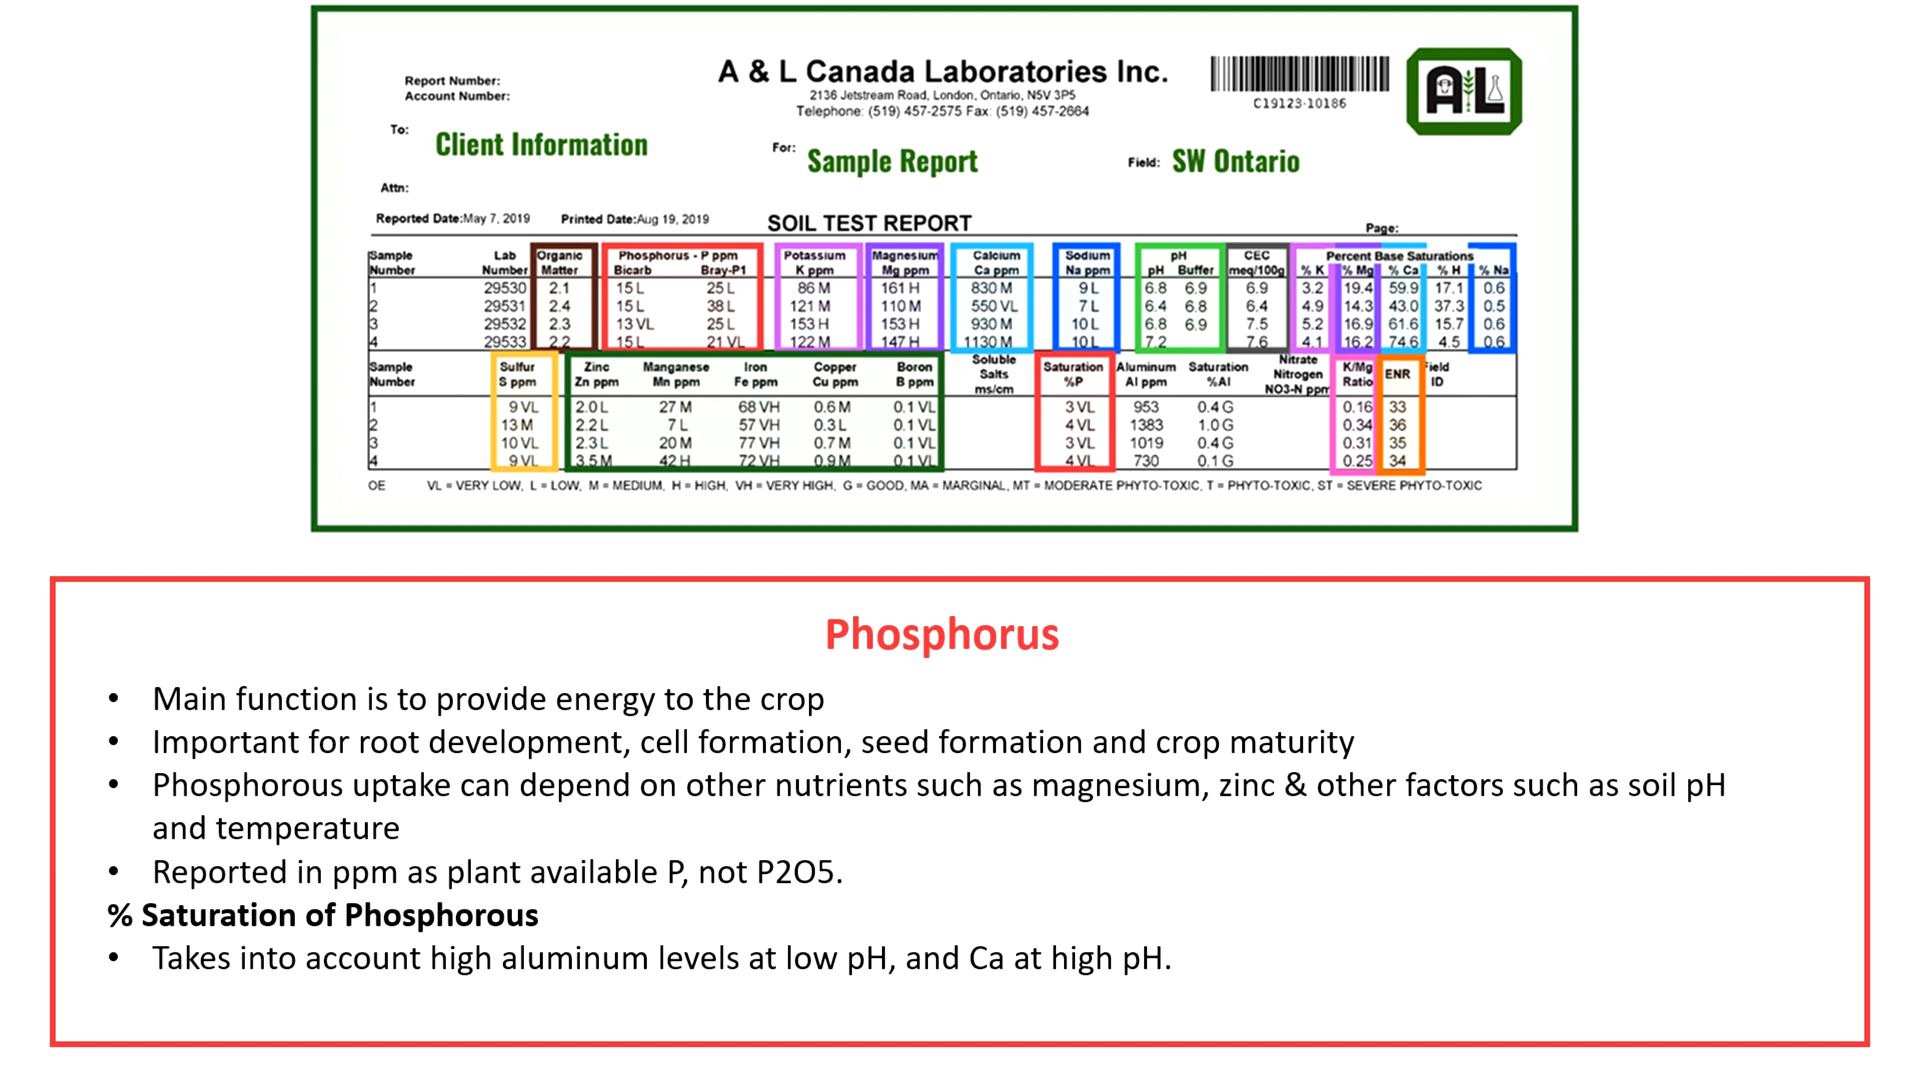 Report Number:
Account Number:
A & L Canada Laboratories Inc.
2136 Jetstream Road, London, Ontario, N5V 3P5
Telephone: (519) 457-2575 Fax: (519) 457-2664
C19123-10186
A L
To:
Client Information
For:
Sample Report
Field:
SW Ontario
Attn:
Reported Date:May 7, 2019 Printed Date:Aug 19, 2019 SOIL TEST REPORT Page:
Sample Lab Organic Phosphorus - P ppm Potassium Magnesium Calcium Sodium pH CEC Percent Base Saturations
Number Number Matter Bicarb Bray-P1 K ppm Mg ppm Ca ppm Na ppm pH Buffer meq/100g % K % Mg % Ca % H % Na
1 29530 2.1 15 L 25 L 86 M 161 H 830 M 9 L 6.8 6.9 6.9 3.2 19.4 59.9 17.1 0.6
2 29531 2.4 15 L 38 L 121 M 110 M 550 VL 7 L 6.4 6.8 6.4 4.9 14.3 43.0 37.3 0.5
3 29532 2.3 13 VL 25 L 153 H 153 H 930 M 10 L 6.8 6.9 7.5 5.2 16.9 61.6 15.7 0.6
4 29533 2.2 15 L 21 VL 122 M 147 H 1130 M 10 L 7.2 7.6 4.1 16.2 74.6 4.5 0.6
Sample Sulfur Zinc Manganese Iron Copper Boron Soluble Saturation Aluminum Saturation Nitrate K/Mg ENR Field
Number S ppm Zn ppm Mn ppm Fe ppm Cu ppm B ppm Salts %P Al ppm %Al Nitrogen Ratio ID
ms/cm NO3-N ppm
1 9 VL 2.0 L 27 M 68 VH 0.6 M 0.1 VL 3 VL 953 0.4 G 0.16 33
2 13 M 2.2 L 7 L 57 VH 0.3 L 0.1 VL 4 VL 1383 1.0 G 0.34 36
3 10 VL 2.3 L 20 M 77 VH 0.7 M 0.1 VL 3 VL 1019 0.4 G 0.31 35
4 9 VL 3.5 M 42 H 72 VH 0.9 M 0.1 VL 4 VL 730 0.1 G 0.25 34
OE VL = VERY LOW, L = LOW, M = MEDIUM, H = HIGH, VH = VERY HIGH, G = GOOD, MA = MARGINAL, MT = MODERATE PHYTO-TOXIC, T = PHYTO-TOXIC, ST = SEVERE PHYTO-TOXIC
Phosphorus
• Main function is to provide energy to the crop
• Important for root development, cell formation, seed formation and crop maturity
• Phosphorous uptake can depend on other nutrients such as magnesium, zinc & other factors such as soil pH
and temperature
• Reported in ppm as plant available P, not P2O5.
% Saturation of Phosphorous
• Takes into account high aluminum levels at low pH, and Ca at high pH.